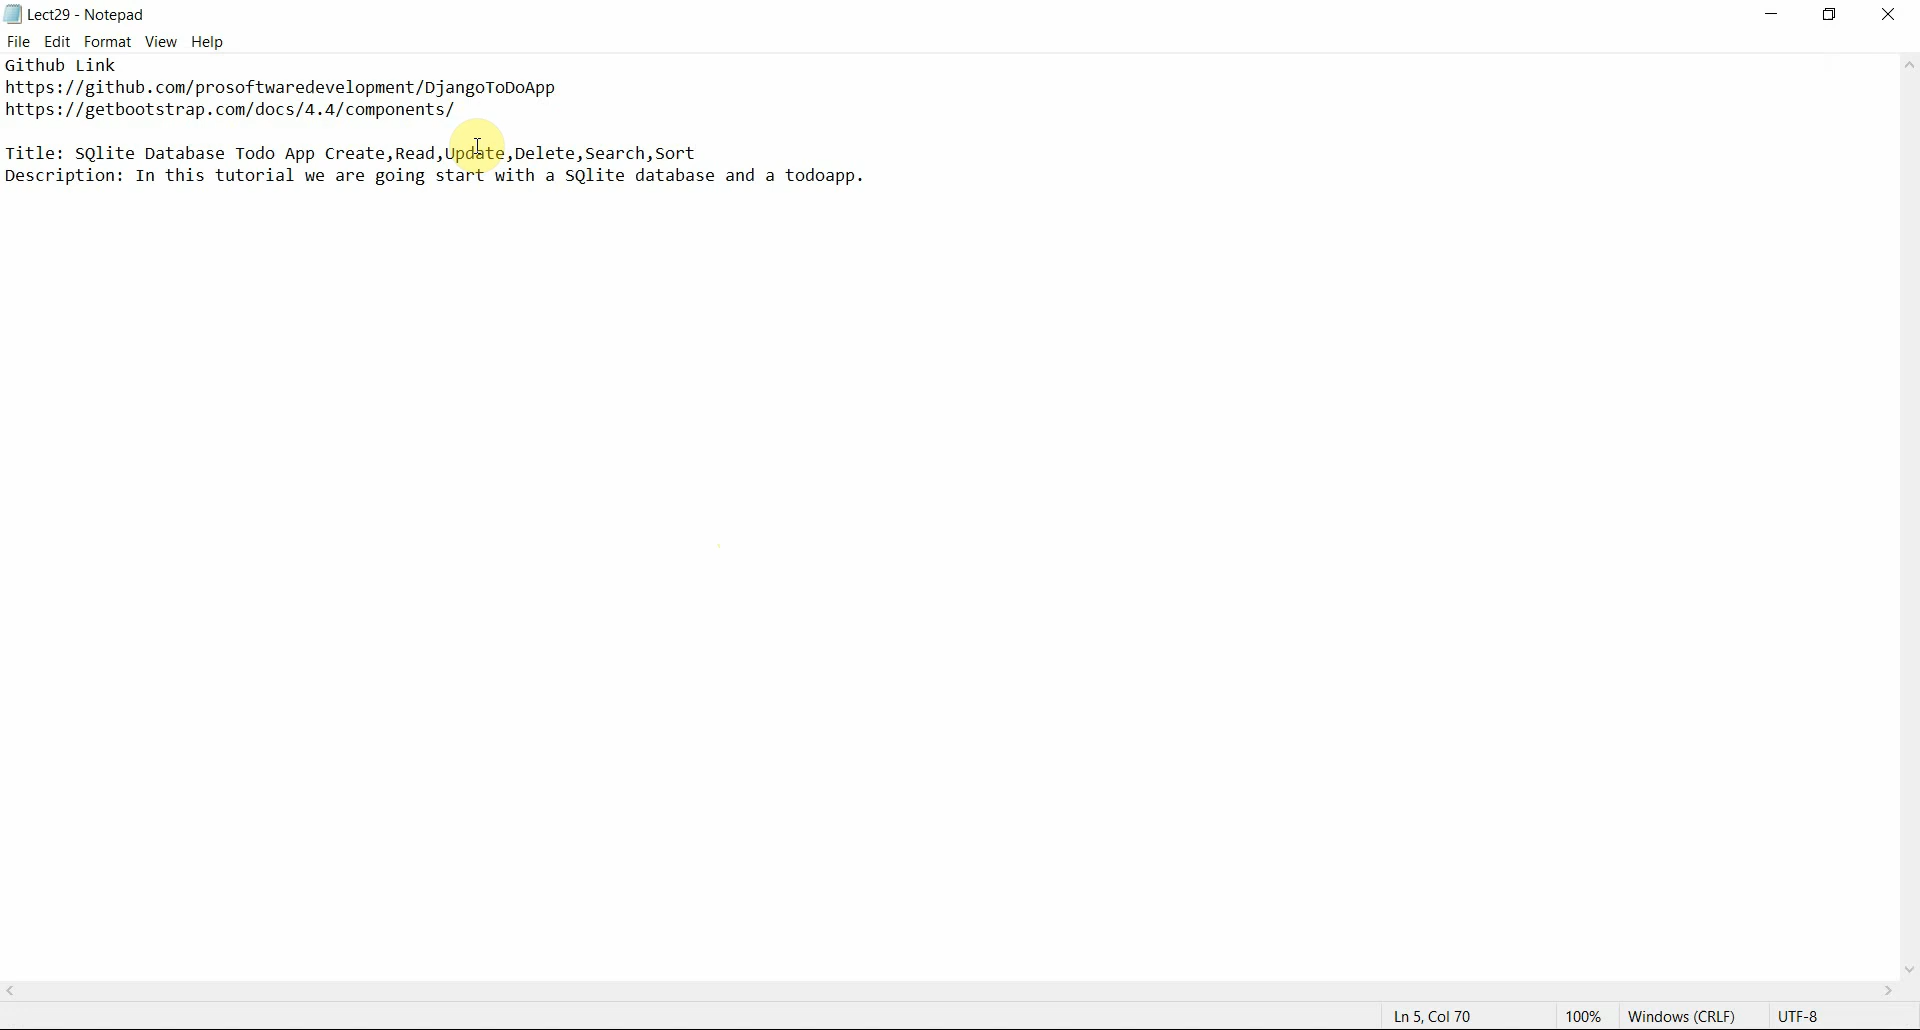 Lect29 - Notepad
File Edit Format View Help
Github Link
https://github.com/prosoftwaredevelopment/DjangoToDoApp
https://getbootstrap.com/docs/4.4/components/
Title: SQlite Database Todo App Create,Read,Update,Delete,Search,Sort
Description: In this tutorial we are going start with a SQlite database and a todoapp.
Ln 5, Col 70 100% Windows (CRLF) UTF-8